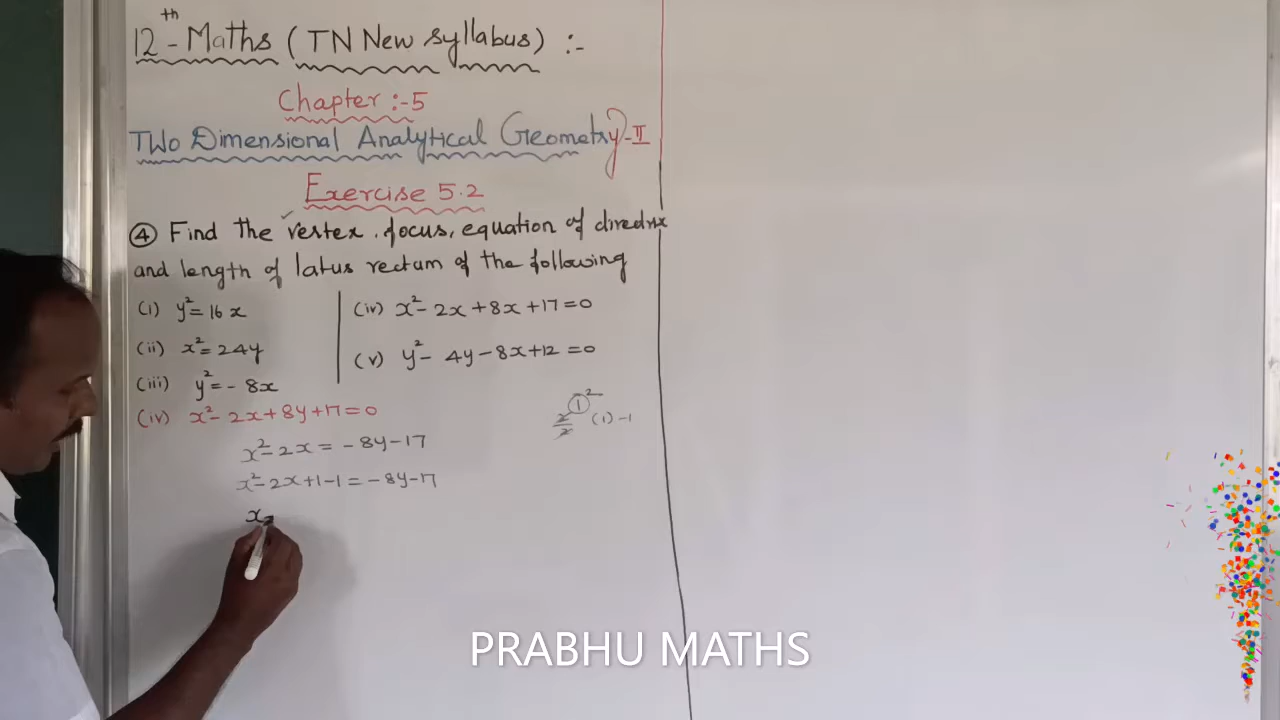 12th - Maths (TN New Syllabus) :-
Chapter :-5
TWo Dimensional Analytical Geometry-II
Exercise 5.2
④ Find the vertex, focus, equation of directrix
and length of latus rectum of the following
(i) y² = 16x
(ii) x² = 24y
(iii) y² = - 8x
(iv) x² - 2x + 8x + 17 = 0
(v) y² - 4y - 8x + 12 = 0
(iv) x² - 2x + 8y + 17 = 0
x² - 2x = - 8y - 17
x² - 2x + 1 - 1 = - 8y - 17
x
1 2
2/2 (1) - 1
PRABHU MATHS